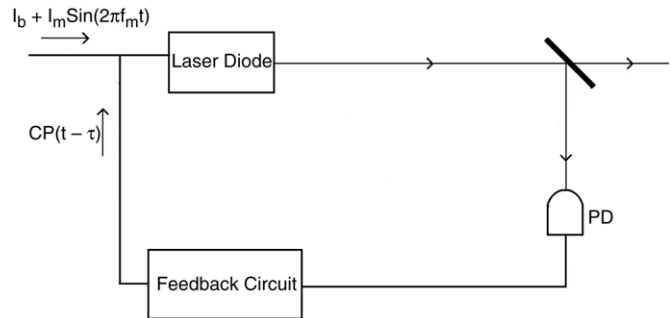 I_b + I_mSin(2πf_mt)
Laser Diode
CP(t − τ)
PD
Feedback Circuit